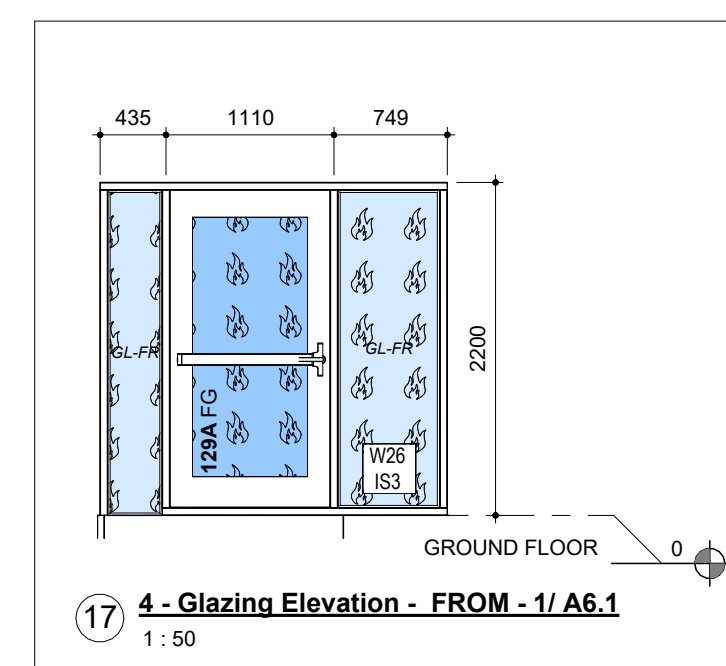 435 1110 749
2200
GL-FR
GL-FR
129A FG
W26
IS3
GROUND FLOOR 0
17 4 - Glazing Elevation - FROM - 1/ A6.1
1 : 50